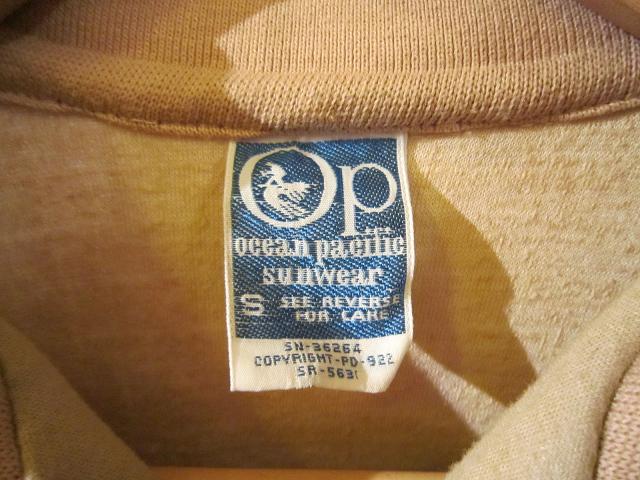 Op
ocean pacific
sunwear
S SEE REVERSE
FOR CARE
SN-36264
COPYRIGHT-PD-922
SR-5631